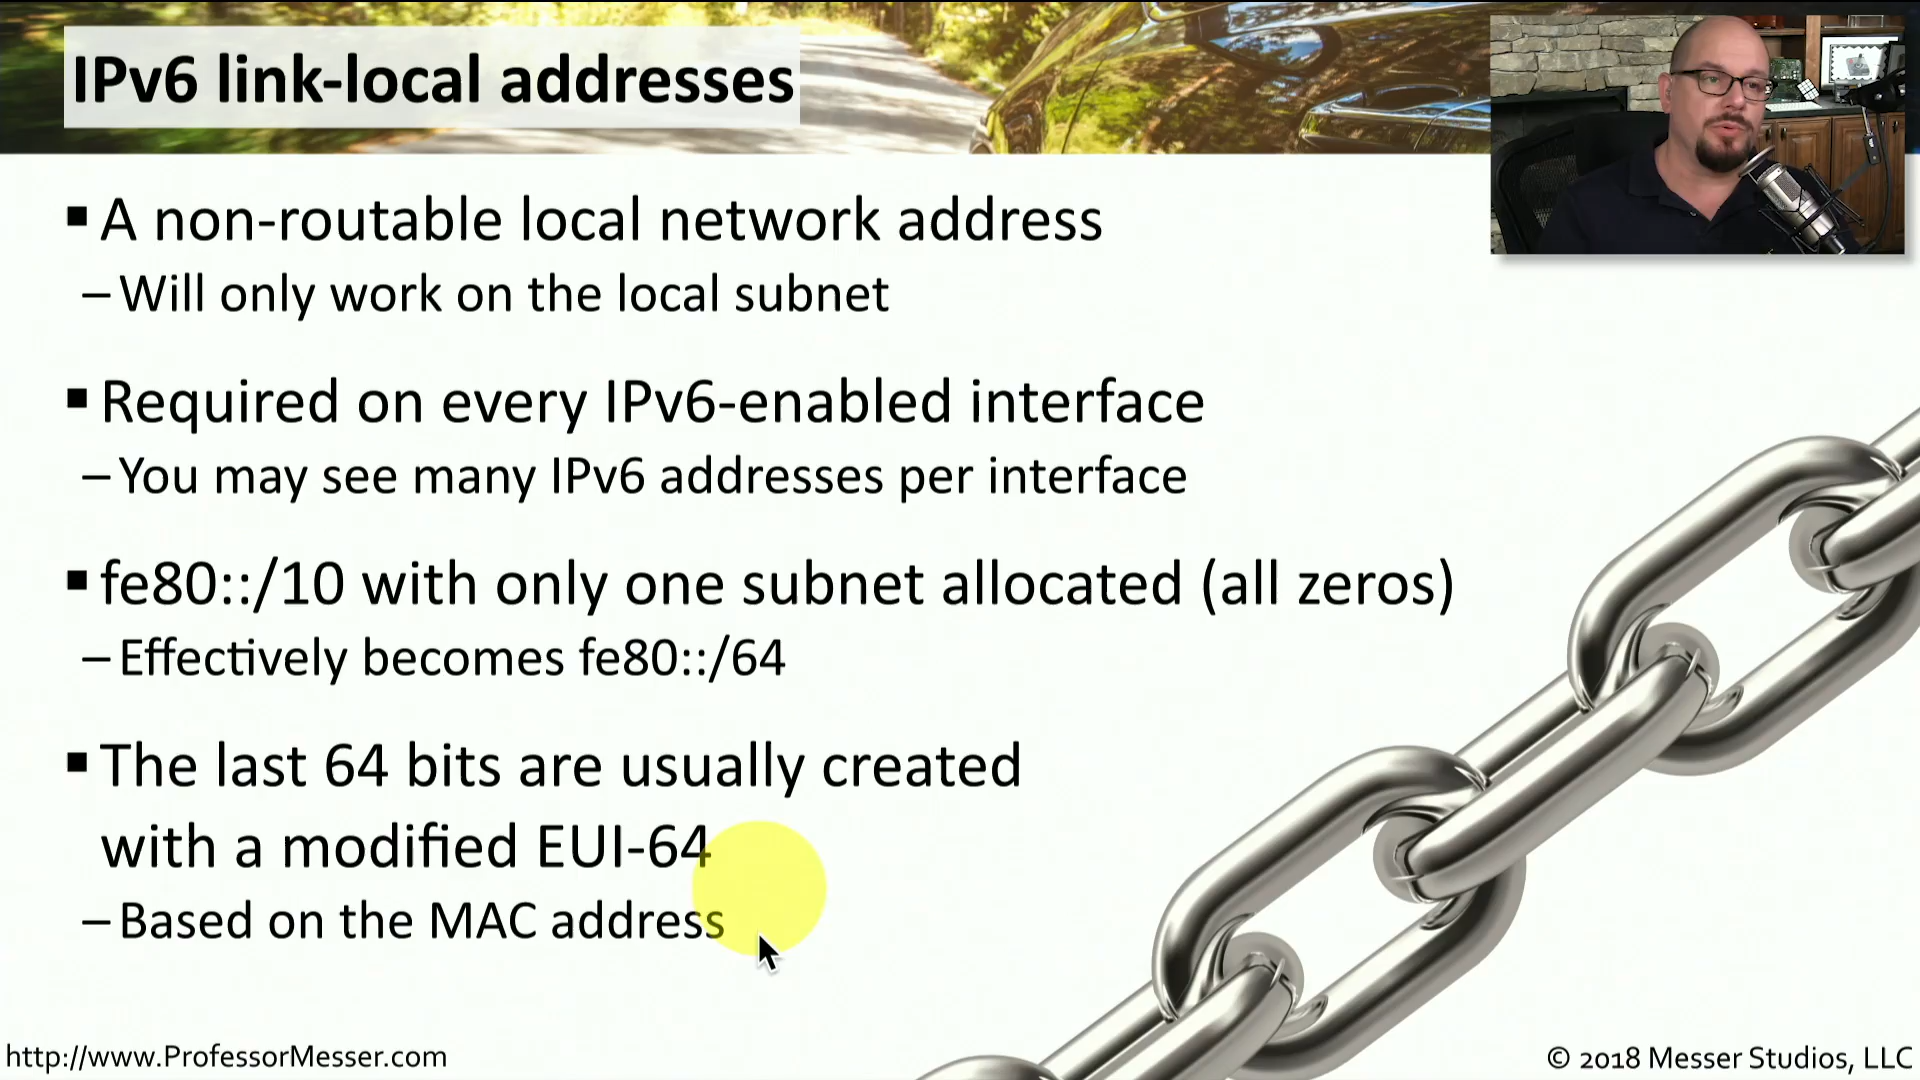 IPv6 link-local addresses
▪ A non-routable local network address
– Will only work on the local subnet
▪ Required on every IPv6-enabled interface
– You may see many IPv6 addresses per interface
▪ fe80::/10 with only one subnet allocated (all zeros)
– Effectively becomes fe80::/64
▪ The last 64 bits are usually created
with a modified EUI-64
– Based on the MAC address
http://www.ProfessorMesser.com
© 2018 Messer Studios, LLC